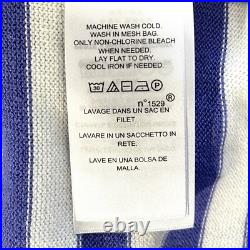 MACHINE WASH COLD.
WASH IN MESH BAG.
ONLY NON-CHLORINE BLEACH
WHEN NEEDED.
LAY FLAT TO DRY
COOL IRON IF NEEDED.
30
n°1529
LAVAGE DANS UN SAC EN
FILET
LAVARE IN UN SACCHETTO IN
RETE.
LAVE EN UNA BOLSA DE
MALLA.